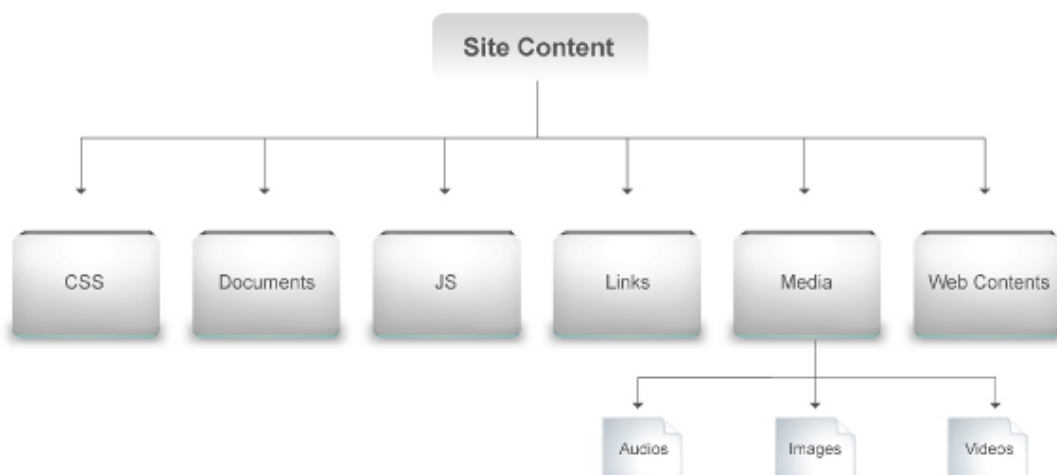 Site Content
CSS
Documents
JS
Links
Media
Web Contents
Audios
Images
Videos